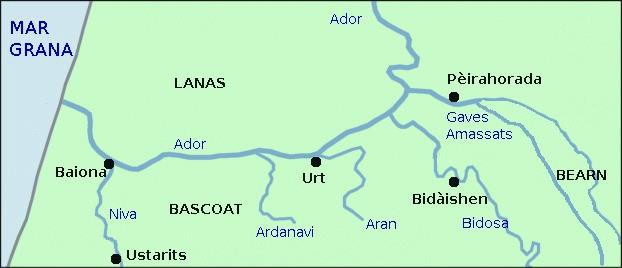 MAR
GRANA
Ador
LANAS
Pèirahorada
Gaves
Amassats
Ador
Baiona
Urt
BEARN
Bidàishen
Niva
BASCOAT
Ardanavi
Aran
Bidosa
Ustarits